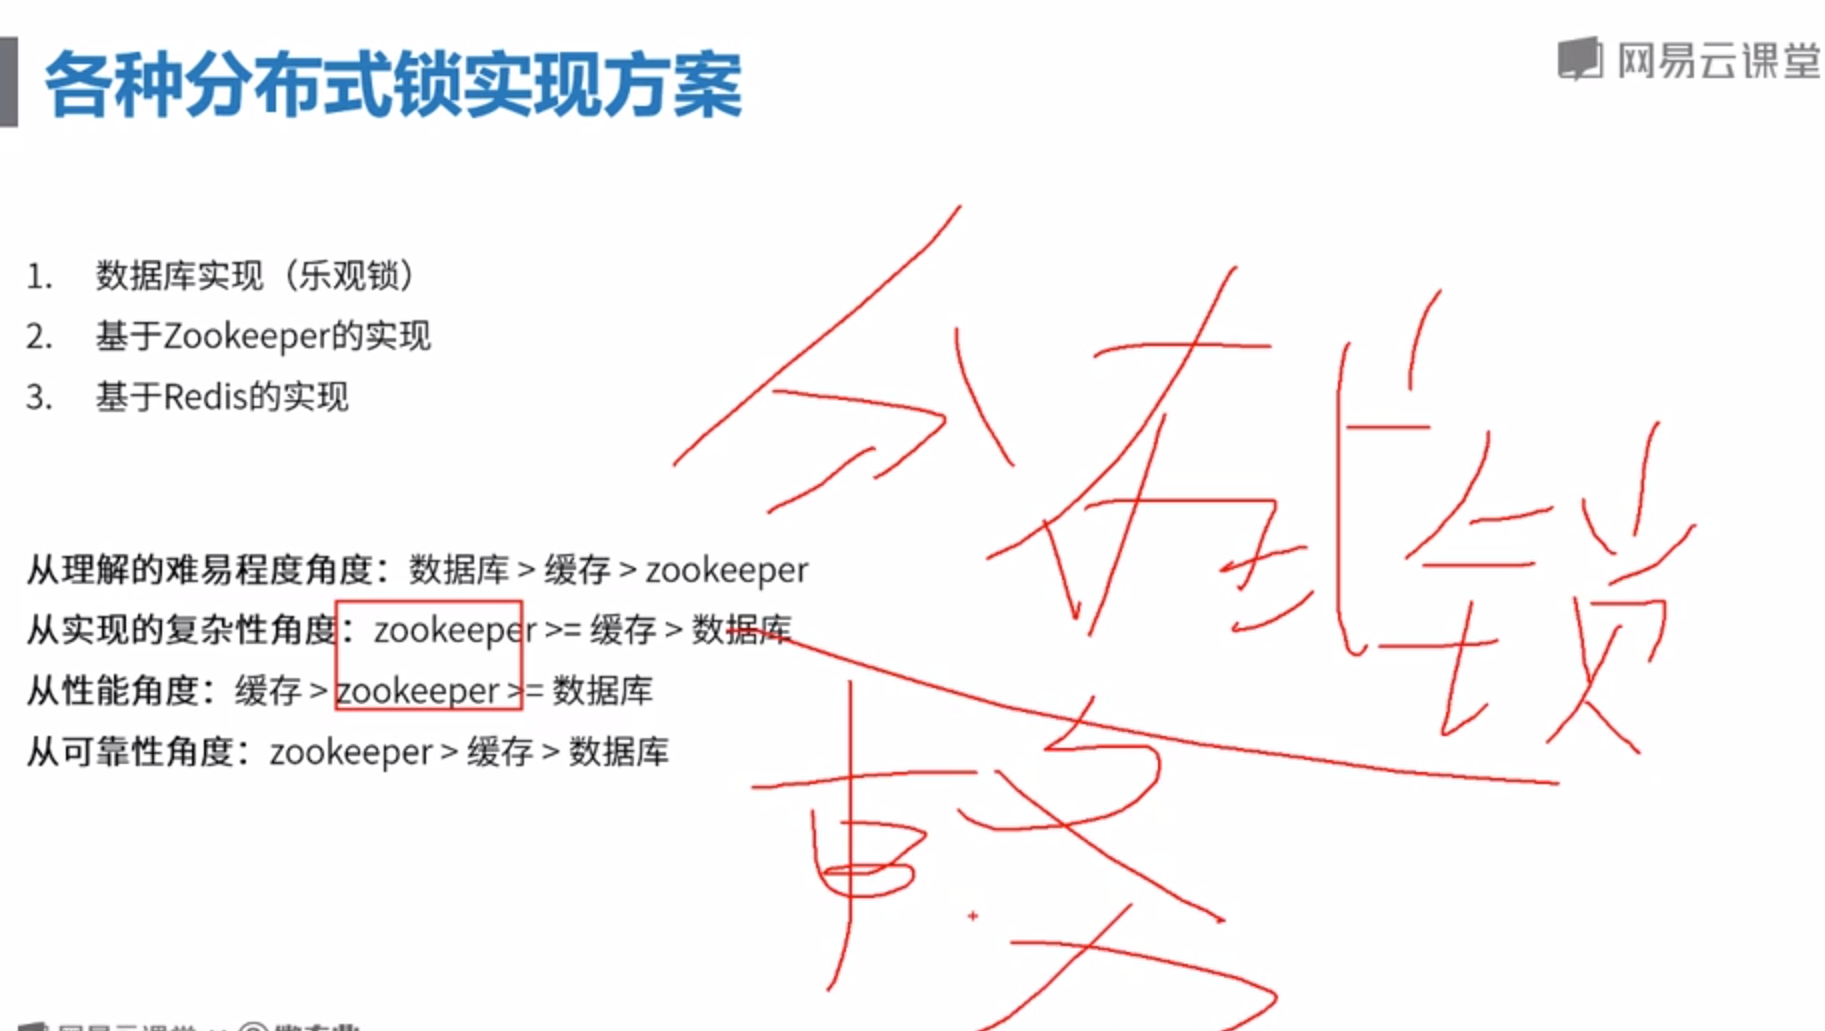 各种分布式锁实现方案
网易云课堂
1. 数据库实现（乐观锁）
2. 基于Zookeeper的实现
3. 基于Redis的实现
从理解的难易程度角度：数据库 > 缓存 > zookeeper
从实现的复杂性角度：zookeeper >= 缓存 > 数据库
从性能角度：缓存 > zookeeper >= 数据库
从可靠性角度：zookeeper > 缓存 > 数据库
分布 锁